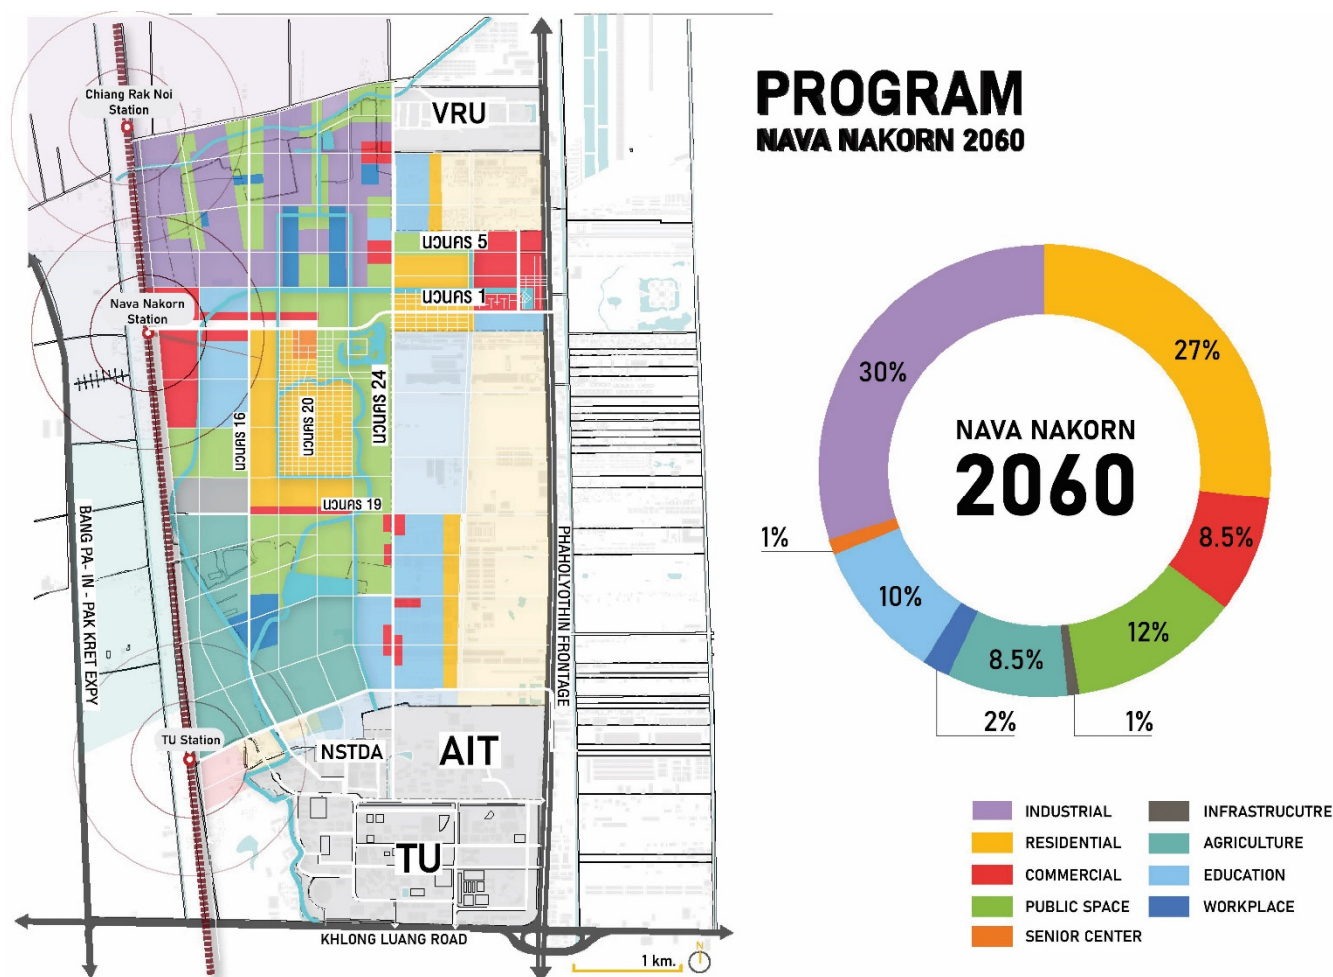 Chiang Rak Noi
Station
VRU
นวนคร 5
Nava Nakorn
Station
นวนคร 1
นวนคร 16
นวนคร 20
นวนคร 24
นวนคร 19
BANG PA- IN - PAK KRET EXPY
PHAHOLYOTHIN FRONTAGE
TU Station
NSTDA
AIT
TU
KHLONG LUANG ROAD
1 km.
N
PROGRAM
NAVA NAKORN 2060
30%
27%
NAVA NAKORN
2060
8.5%
1%
10%
12%
8.5%
2%
1%
INDUSTRIAL
RESIDENTIAL
COMMERCIAL
PUBLIC SPACE
SENIOR CENTER
INFRASTRUCUTRE
AGRICULTURE
EDUCATION
WORKPLACE